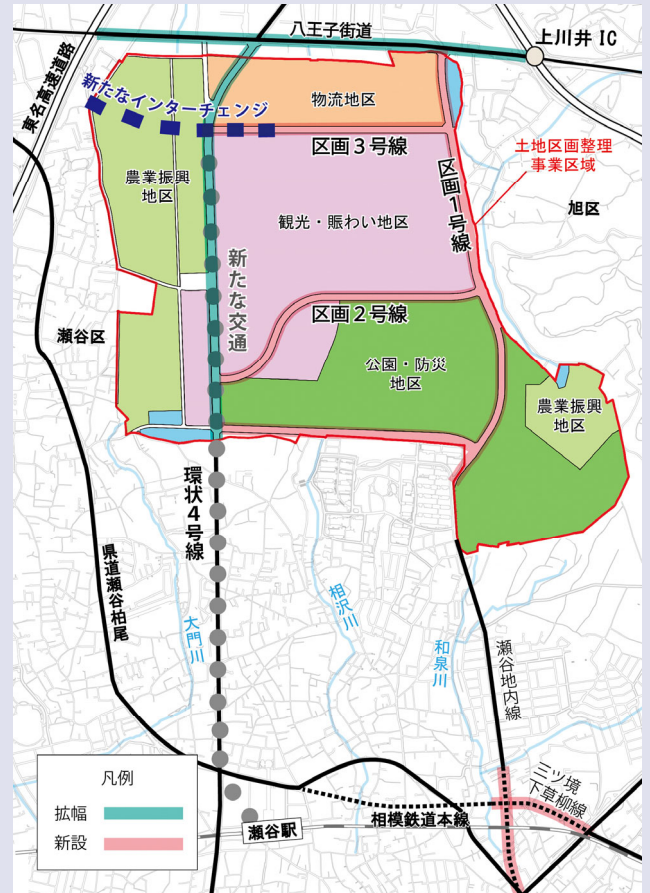 八王子街道
上川井 IC
東名高速道路
新たなインターチェンジ
物流地区
区画３号線
土地区画整理
事業区域
農業振興
地区
区画１号線
旭区
観光・賑わい地区
新たな交通
区画２号線
瀬谷区
公園・防災
地区
農業振興
地区
環状４号線
県道瀬谷柏尾
大門川
相沢川
和泉川
瀬谷地内線
凡例
拡幅
新設
三ツ境
下草柳線
相模鉄道本線
瀬谷駅